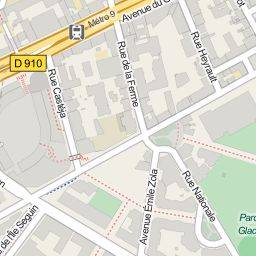 Métro 9
Avenue du
D 910
Rue de la Ferme
Rue Heyrault
Rue Castéja
Rue Nationale
Avenue Émile Zola
de l'Île Seguin
Parc
Glac